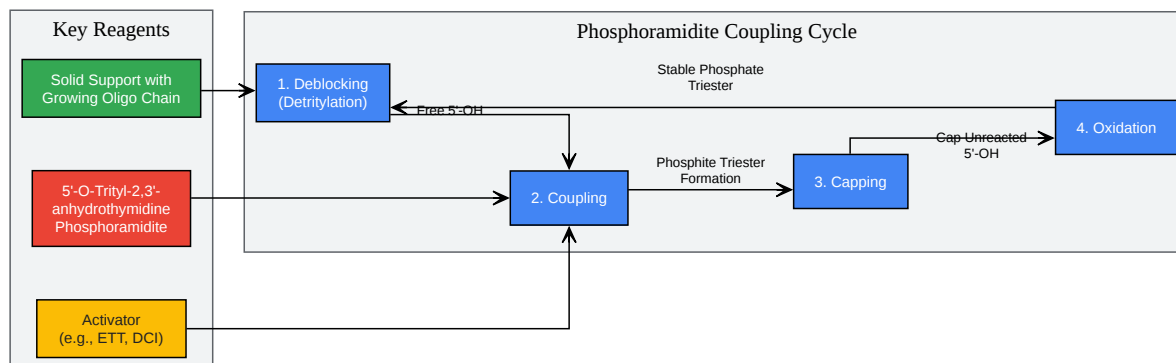 Key Reagents
Solid Support with
Growing Oligo Chain
5'-O-Trityl-2,3'-
anhydrothymidine
Phosphoramidite
Activator
(e.g., ETT, DCI)
Phosphoramidite Coupling Cycle
1. Deblocking
(Detritylation)
Stable Phosphate
Triester
Free 5'-OH
2. Coupling
Phosphite Triester
Formation
3. Capping
Cap Unreacted
5'-OH
4. Oxidation